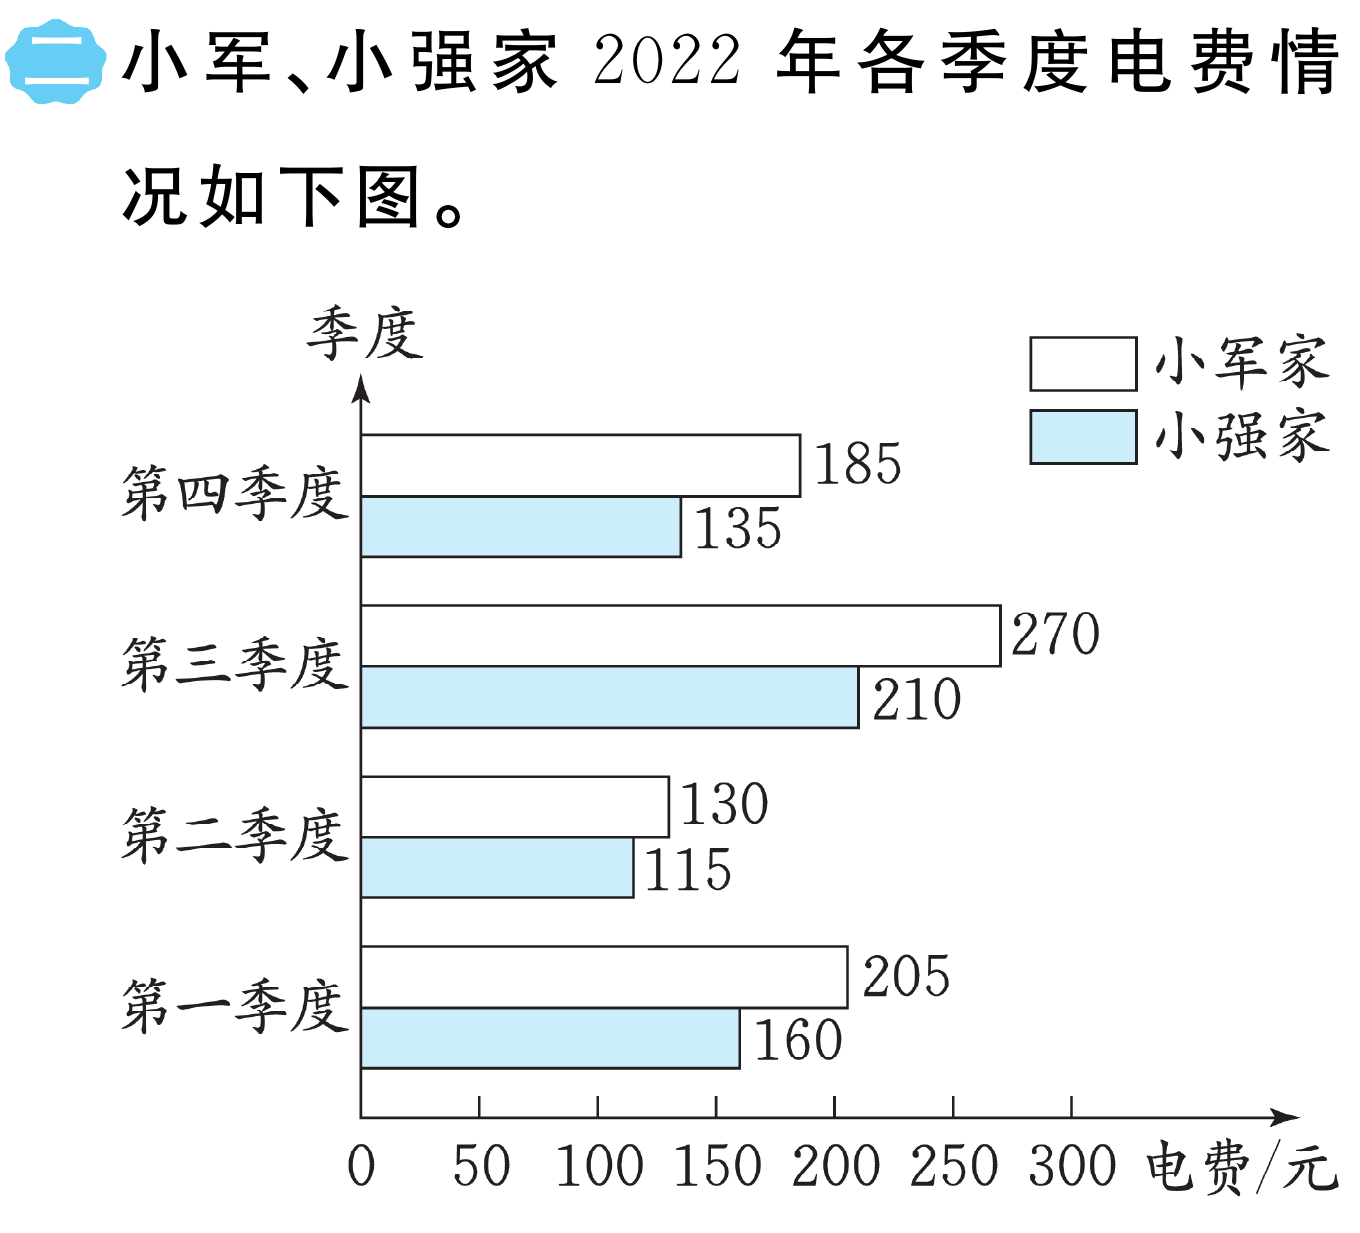 二 小军、小强家 2022 年各季度电费情
况如下图。
季度
小军家
小强家
第四季度
185
135
第三季度
270
210
第二季度
130
115
第一季度
205
160
0 50 100 150 200 250 300 电费/元